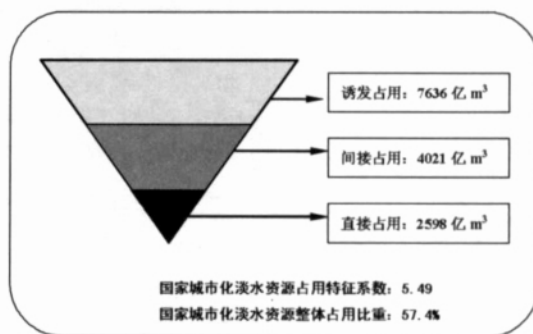 诱发占用：7636 亿 m³
间接占用：4021 亿 m³
直接占用：2598 亿 m³
国家城市化淡水资源占用特征系数：5.49
国家城市化淡水资源整体占用比重：57.4%